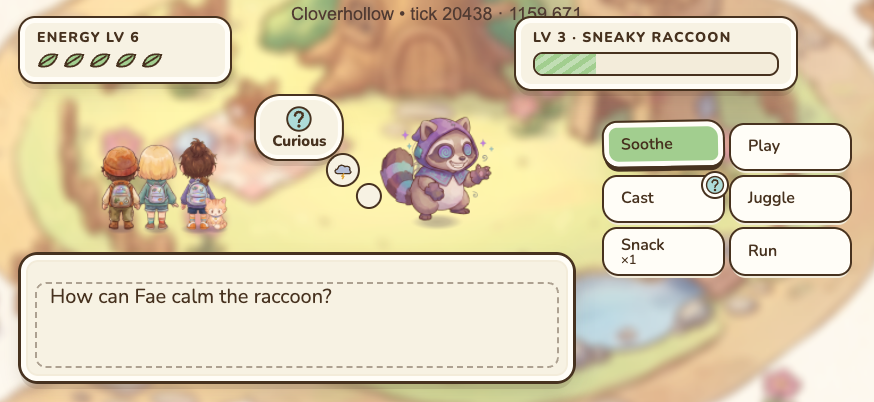 Cloverhollow • tick 20438 · 1159,671
ENERGY LV 6
LV 3 · SNEAKY RACCOON
?
Curious
Soothe
Play
Cast
?
Juggle
Snack
×1
Run
How can Fae calm the raccoon?